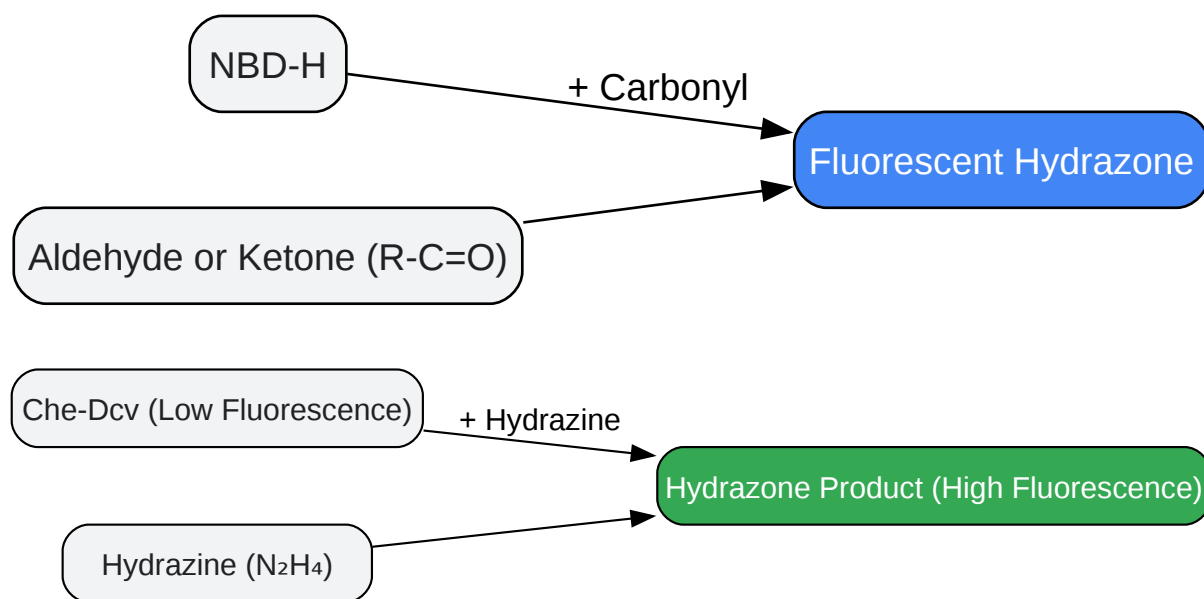 NBD-H
+ Carbonyl
Fluorescent Hydrazone
Aldehyde or Ketone (R-C=O)
Che-Dcv (Low Fluorescence)
+ Hydrazine
Hydrazone Product (High Fluorescence)
Hydrazine (N₂H₄)